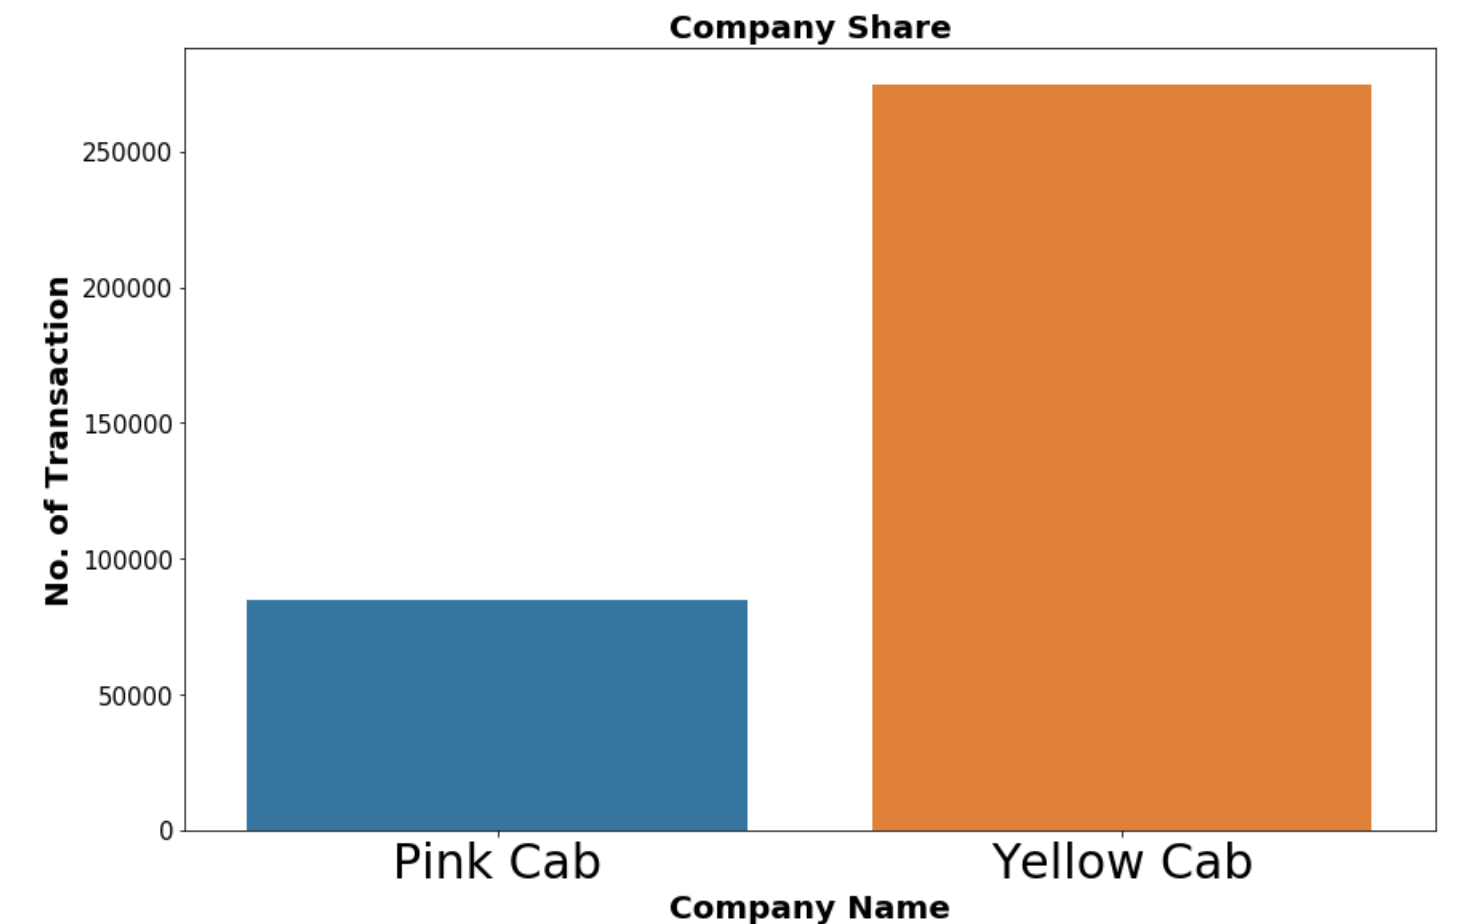 Company Share
No. of Transaction
250000
200000
150000
100000
50000
0
Pink Cab
Yellow Cab
Company Name